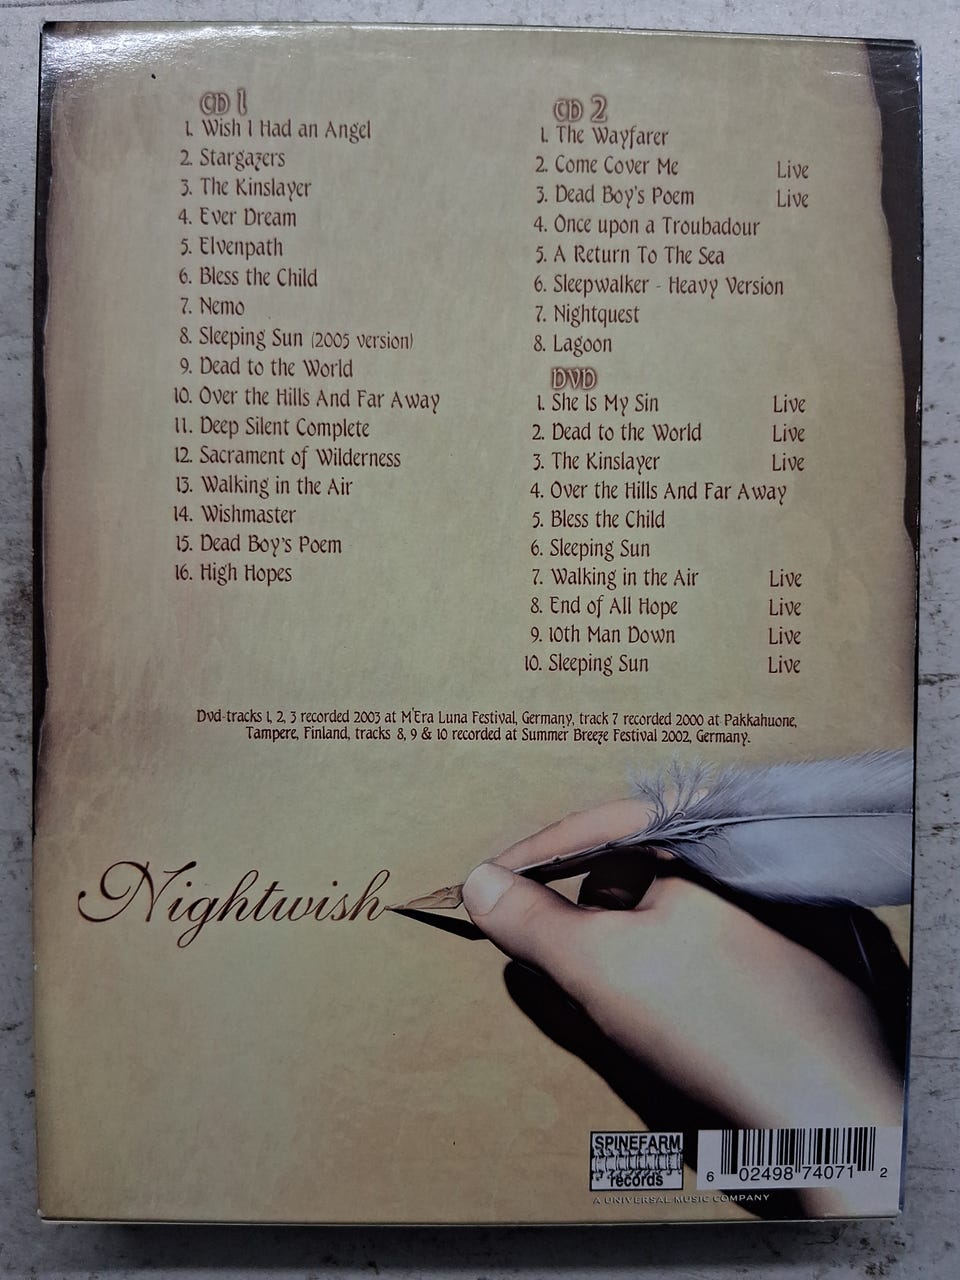 CD 1
1. Wish I Had an Angel
2. Stargazers
3. The Kinslayer
4. Ever Dream
5. Elvenpath
6. Bless the Child
7. Nemo
8. Sleeping Sun (2005 version)
9. Dead to the World
10. Over the Hills And Far Away
11. Deep Silent Complete
12. Sacrament of Wilderness
13. Walking in the Air
14. Wishmaster
15. Dead Boy's Poem
16. High Hopes
CD 2
1. The Wayfarer
2. Come Cover Me Live
3. Dead Boy's Poem Live
4. Once upon a Troubadour
5. A Return To The Sea
6. Sleepwalker - Heavy Version
7. Nightquest
8. Lagoon
DVD
1. She Is My Sin Live
2. Dead to the World Live
3. The Kinslayer Live
4. Over the Hills And Far Away
5. Bless the Child
6. Sleeping Sun
7. Walking in the Air Live
8. End of All Hope Live
9. 10th Man Down Live
10. Sleeping Sun Live
Dvd-tracks 1, 2, 3 recorded 2003 at M'Era Luna Festival, Germany, track 7 recorded 2000 at Pakkahuone,
Tampere, Finland, tracks 8, 9 & 10 recorded at Summer Breeze Festival 2002, Germany.
Nightwish
SPINEFARM
records
A UNIVERSAL MUSIC COMPANY
6 02498 74071 2